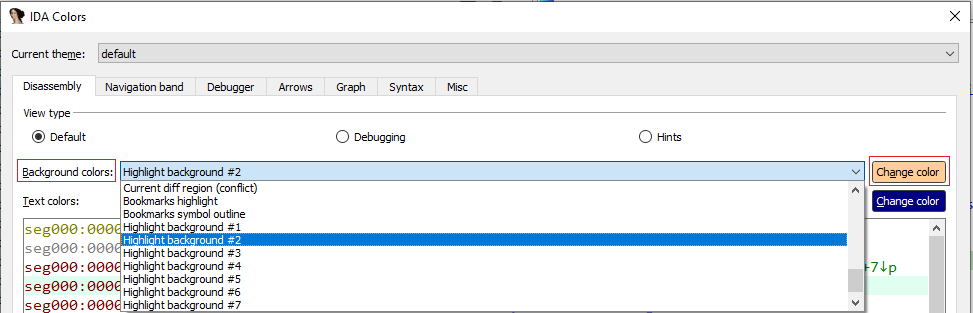 IDA Colors
Current theme: default
Disassembly Navigation band Debugger Arrows Graph Syntax Misc
View type
Default Debugging Hints
Background colors: Highlight background #2 Change color
Current diff region (conflict)
Text colors: Bookmarks highlight Change color
Bookmarks symbol outline
seg000:0000 Highlight background #1
Highlight background #2
seg000:0000
Highlight background #3
seg000:0000 Highlight background #4 +7↓p
Highlight background #5
seg000:0000
Highlight background #6
seg000:0000 Highlight background #7